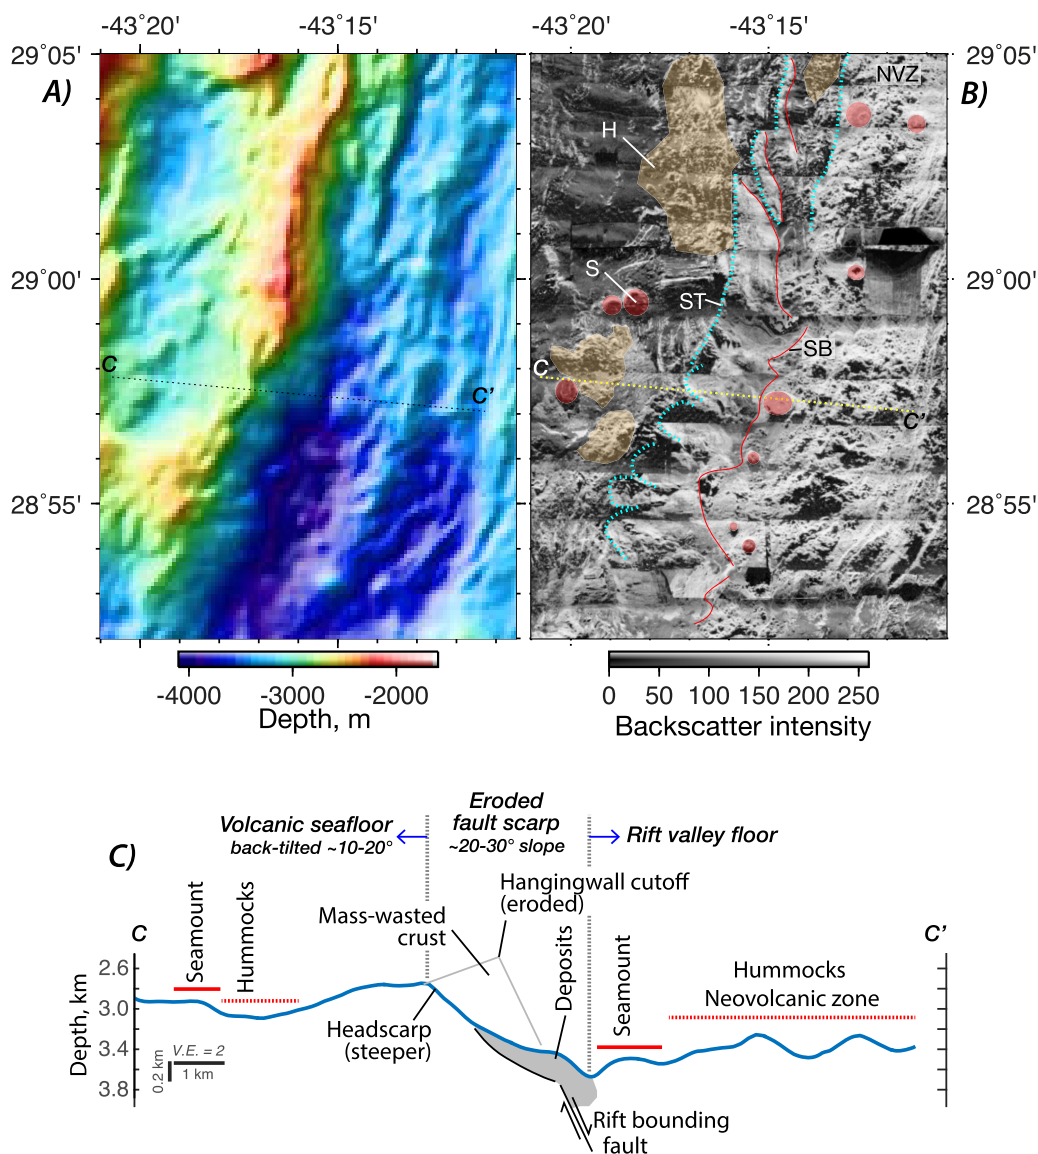 -43°20' -43°15' -43°20' -43°15'
29°05' 29°05'
A) B)
NVZ
H
S
29°00' 29°00'
ST
SB
C C
C' C'
28°55' 28°55'
-4000 -3000 -2000
Depth, m
0 50 100 150 200 250
Backscatter intensity
C)
Volcanic seafloor
back-tilted ~10-20°
Eroded
fault scarp
~20-30° slope
Rift valley floor
Hangingwall cutoff
(eroded)
Mass-wasted
crust
Seamount
Hummocks
Deposits
Seamount
Hummocks
Neovolcanic zone
C C'
Depth, km
2.6
3.0
3.4
3.8
Headscarp
(steeper)
V.E. = 2
0.2 km
1 km
Rift bounding
fault